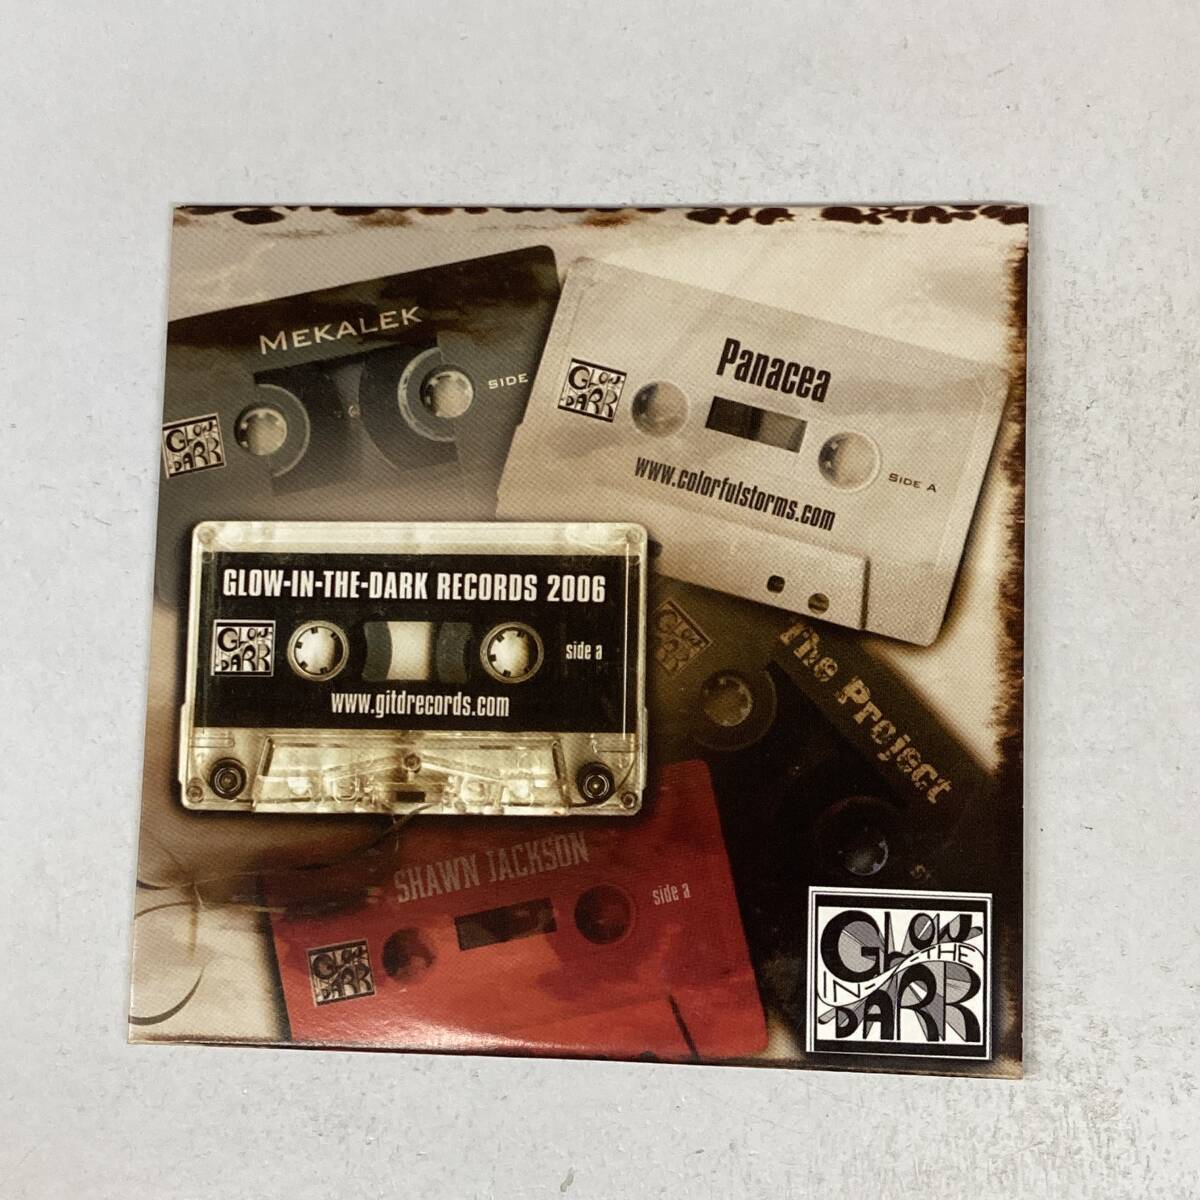 MEKALEK
SIDE
GLOW-
DARK
Panacea
GLOW-
DARK
www.colorfulstorms.com
SIDE A
GLOW-IN-THE-DARK RECORDS 2006
GLOW-
DARK
side a
www.gitdrecords.com
GLOW-
The Project
SHAWN JACKSON
side a
GLOW-
DARK
GLOW-
IN-THE
DARK